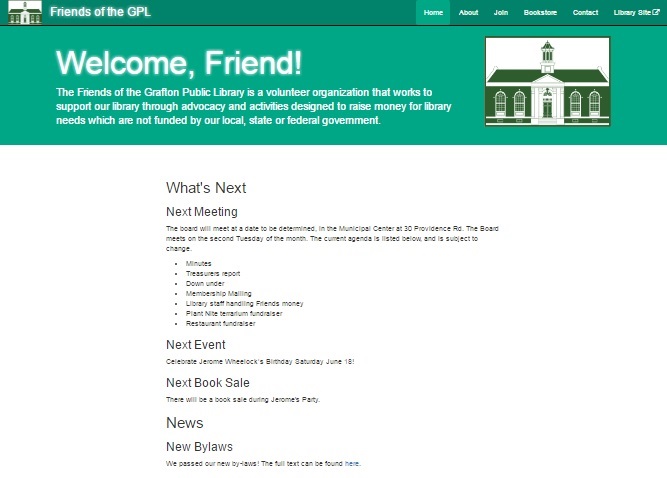 Friends of the GPL
Home About Join Bookstore Contact Library Site
Welcome, Friend!
The Friends of the Grafton Public Library is a volunteer organization that works to
support our library through advocacy and activities designed to raise money for library
needs which are not funded by our local, state or federal government.
What's Next
Next Meeting
The board will meet at a date to be determined, in the Municipal Center at 30 Providence Rd. The Board
meets on the second Tuesday of the month. The current agenda is listed below, and is subject to
change.
Minutes
Treasurers report
Down under
Membership Mailing
Library staff handling Friends money
Plant Nite terrarium fundraiser
Restaurant fundraiser
Next Event
Celebrate Jerome Wheelock's Birthday Saturday June 18!
Next Book Sale
There will be a book sale during Jerome's Party.
News
New Bylaws
We passed our new by-laws! The full text can be found here.